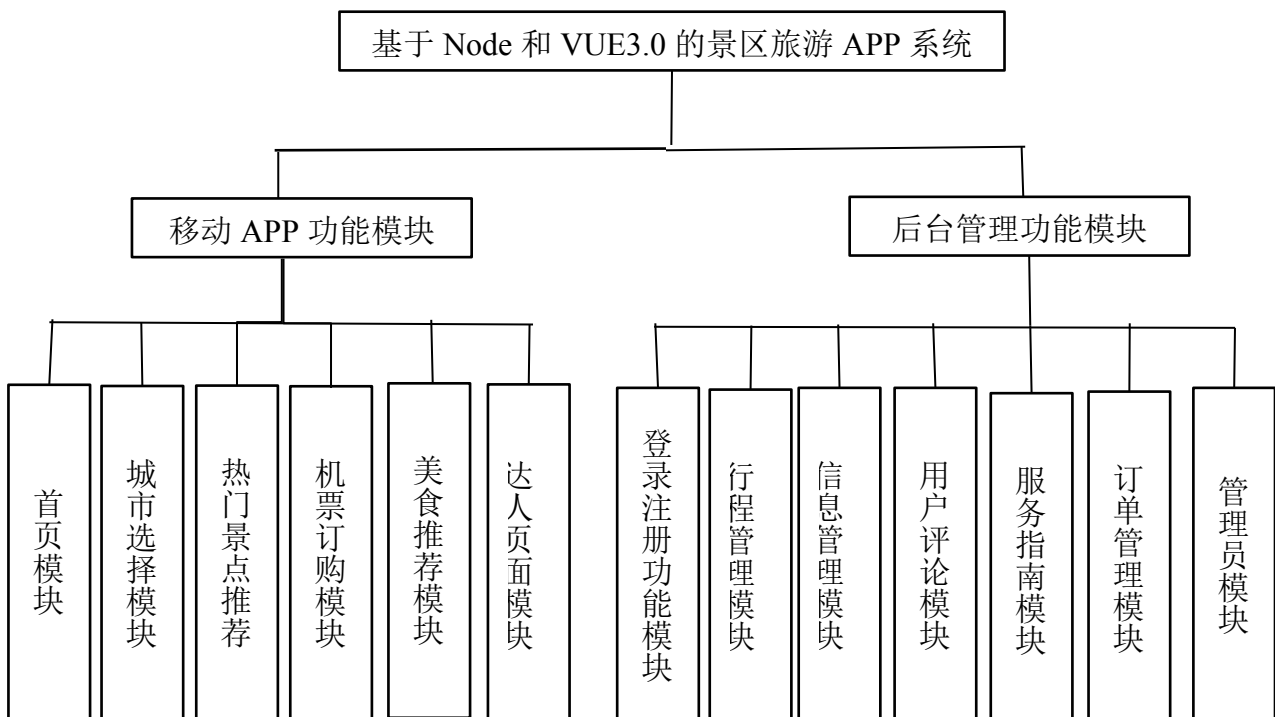 基于 Node 和 VUE3.0 的景区旅游 APP 系统
移动 APP 功能模块
后台管理功能模块
首页模块
城市选择模块
热门景点推荐
机票订购模块
美食推荐模块
达人页面模块
登录注册功能模块
行程管理模块
信息管理模块
用户评论模块
服务指南模块
订单管理模块
管理员模块